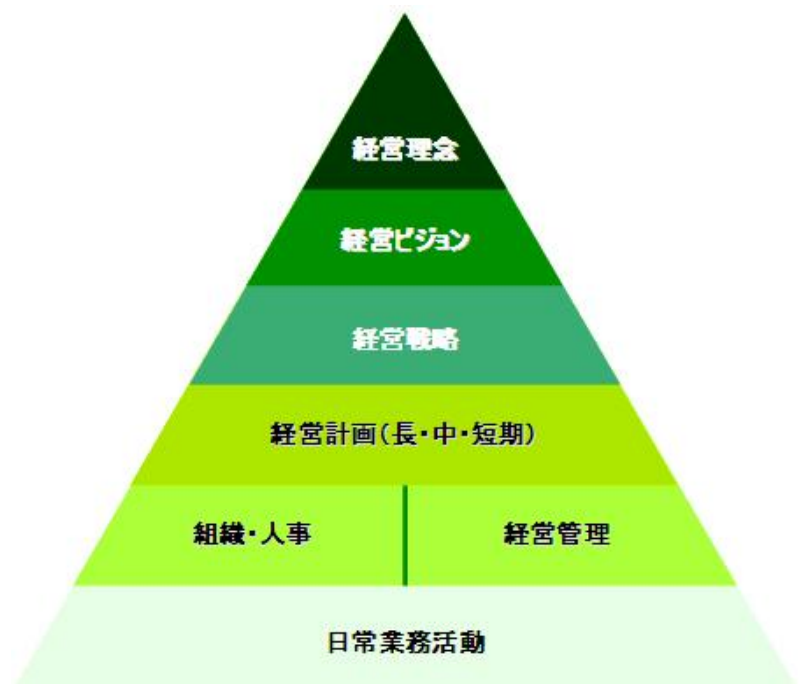 経営理念
経営ビジョン
経営戦略
経営計画(長・中・短期)
組織・人事
経営管理
日常業務活動